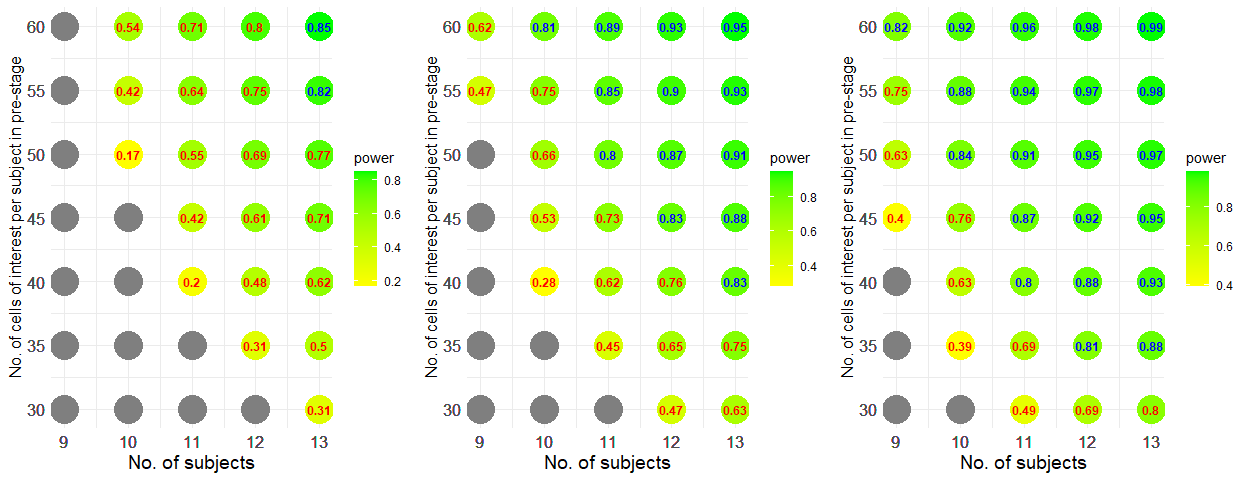 No. of cells of interest per subject in pre-stage
60 0.54 0.71 0.8 0.85
55 0.42 0.64 0.75 0.82
50 0.17 0.55 0.69 0.77
45 0.42 0.61 0.71
40 0.2 0.48 0.62
35 0.31 0.5
30 0.31
9 10 11 12 13
No. of subjects
power
0.8
0.6
0.4
0.2
No. of cells of interest per subject in pre-stage
60 0.62 0.81 0.89 0.93 0.95
55 0.47 0.75 0.85 0.9 0.93
50 0.66 0.8 0.87 0.91
45 0.53 0.73 0.83 0.88
40 0.28 0.62 0.76 0.83
35 0.45 0.65 0.75
30 0.47 0.63
9 10 11 12 13
No. of subjects
power
0.8
0.6
0.4
No. of cells of interest per subject in pre-stage
60 0.82 0.92 0.96 0.98 0.99
55 0.75 0.88 0.94 0.97 0.98
50 0.63 0.84 0.91 0.95 0.97
45 0.4 0.76 0.87 0.92 0.95
40 0.63 0.8 0.88 0.93
35 0.39 0.69 0.81 0.88
30 0.49 0.69 0.8
9 10 11 12 13
No. of subjects
power
0.8
0.6
0.4